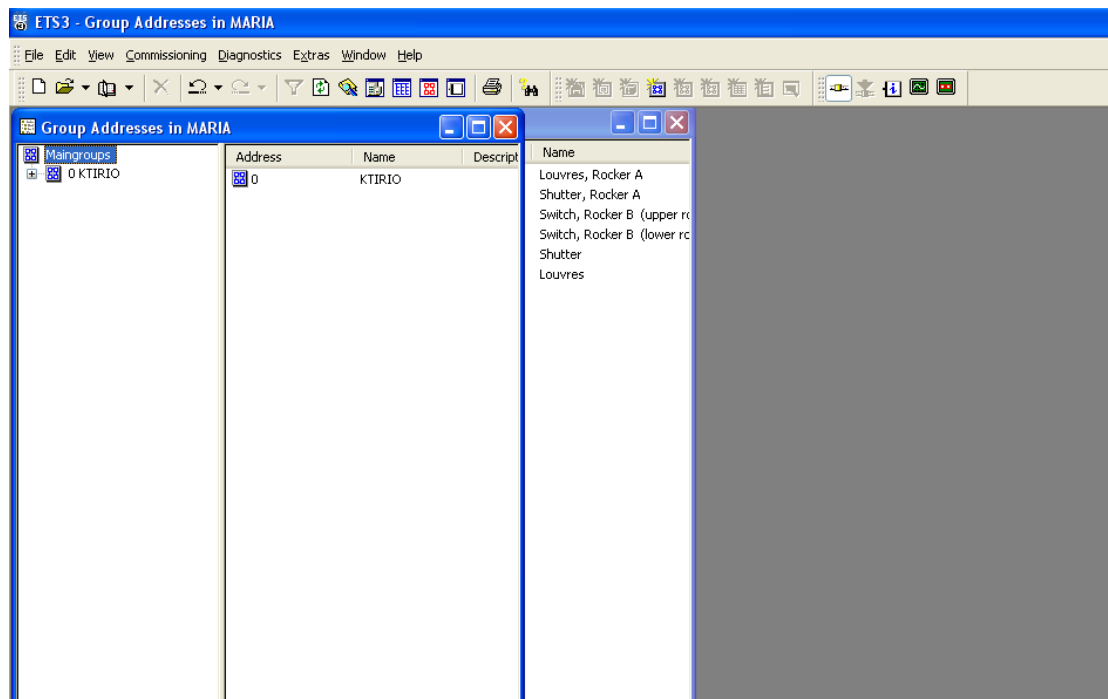 ETS3 - Group Addresses in MARIA
File Edit View Commissioning Diagnostics Extras Window Help
Group Addresses in MARIA
Maingroups
0 KTIRIO
Address Name Descript
0 KTIRIO
Name
Louvres, Rocker A
Shutter, Rocker A
Switch, Rocker B (upper ro
Switch, Rocker B (lower ro
Shutter
Louvres